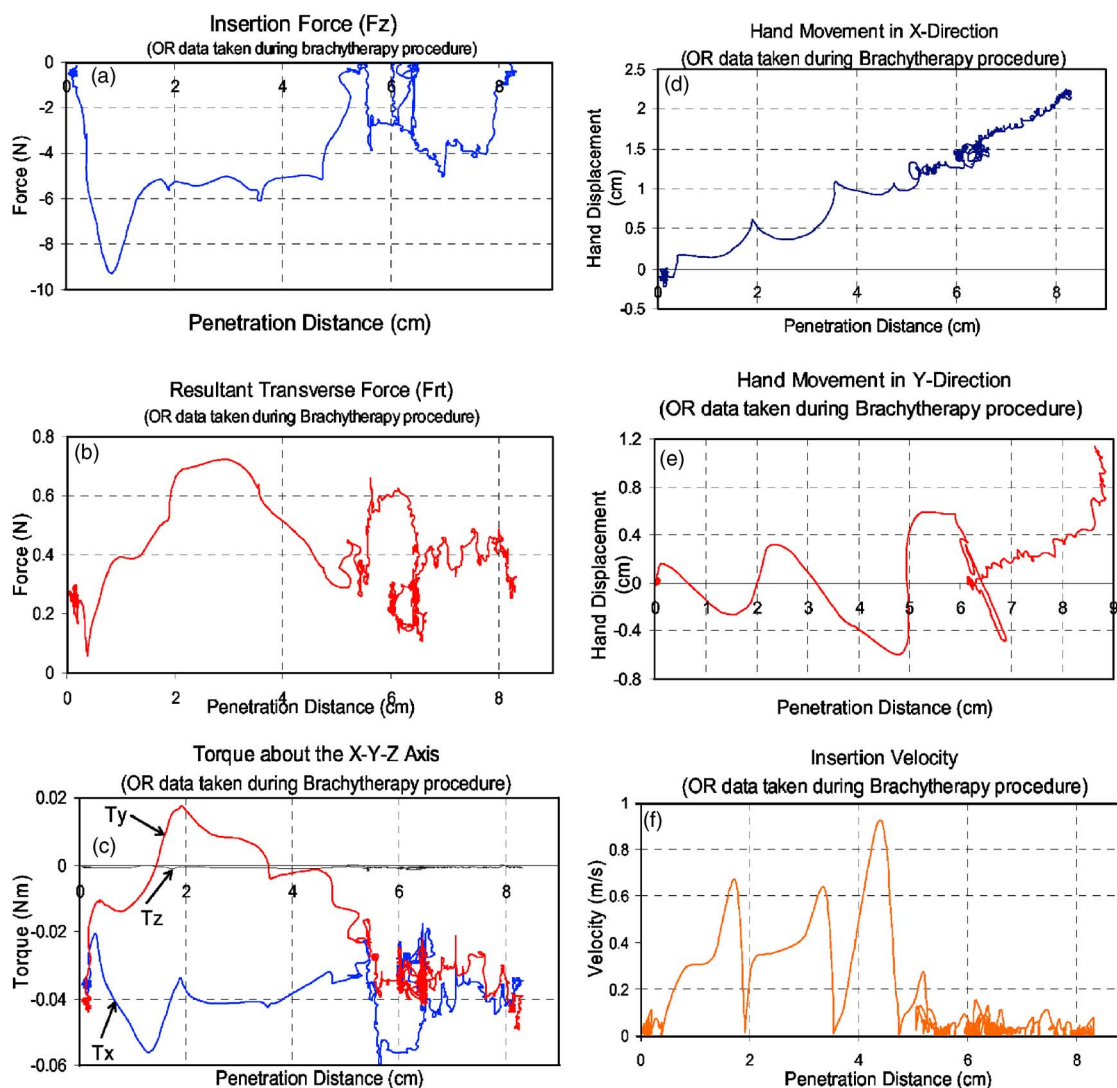 Insertion Force (Fz)
(OR data taken during brachytherapy procedure)
(a)
0
-2
-4
-6
-8
-10
0 2 4 6 8
Force (N)
Penetration Distance (cm)
Resultant Transverse Force (Frt)
(OR data taken during Brachytherapy procedure)
(b)
0.8
0.6
0.4
0.2
0
0 2 4 6 8
Force (N)
Penetration Distance (cm)
Torque about the X-Y-Z Axis
(OR data taken during Brachytherapy procedure)
(c)
0.02
0
-0.02
-0.04
-0.06
0 2 4 6 8
Ty
Tz
Tx
Torque (Nm)
Penetration Distance (cm)
Hand Movement in X-Direction
(OR data taken during Brachytherapy procedure)
(d)
2.5
2
1.5
1
0.5
0
-0.5
0 2 4 6 8
Hand Displacement
(cm)
Penetration Distance (cm)
Hand Movement in Y-Direction
(OR data taken during Brachytherapy procedure)
(e)
1.2
0.8
0.4
0
-0.4
-0.8
0 1 2 3 4 5 6 7 8 9
Hand Displacement
(cm)
Penetration Distance (cm)
Insertion Velocity
(OR data taken during Brachytherapy procedure)
(f)
1
0.8
0.6
0.4
0.2
0
0 2 4 6 8
Velocity (m/s)
Penetration Distance (cm)